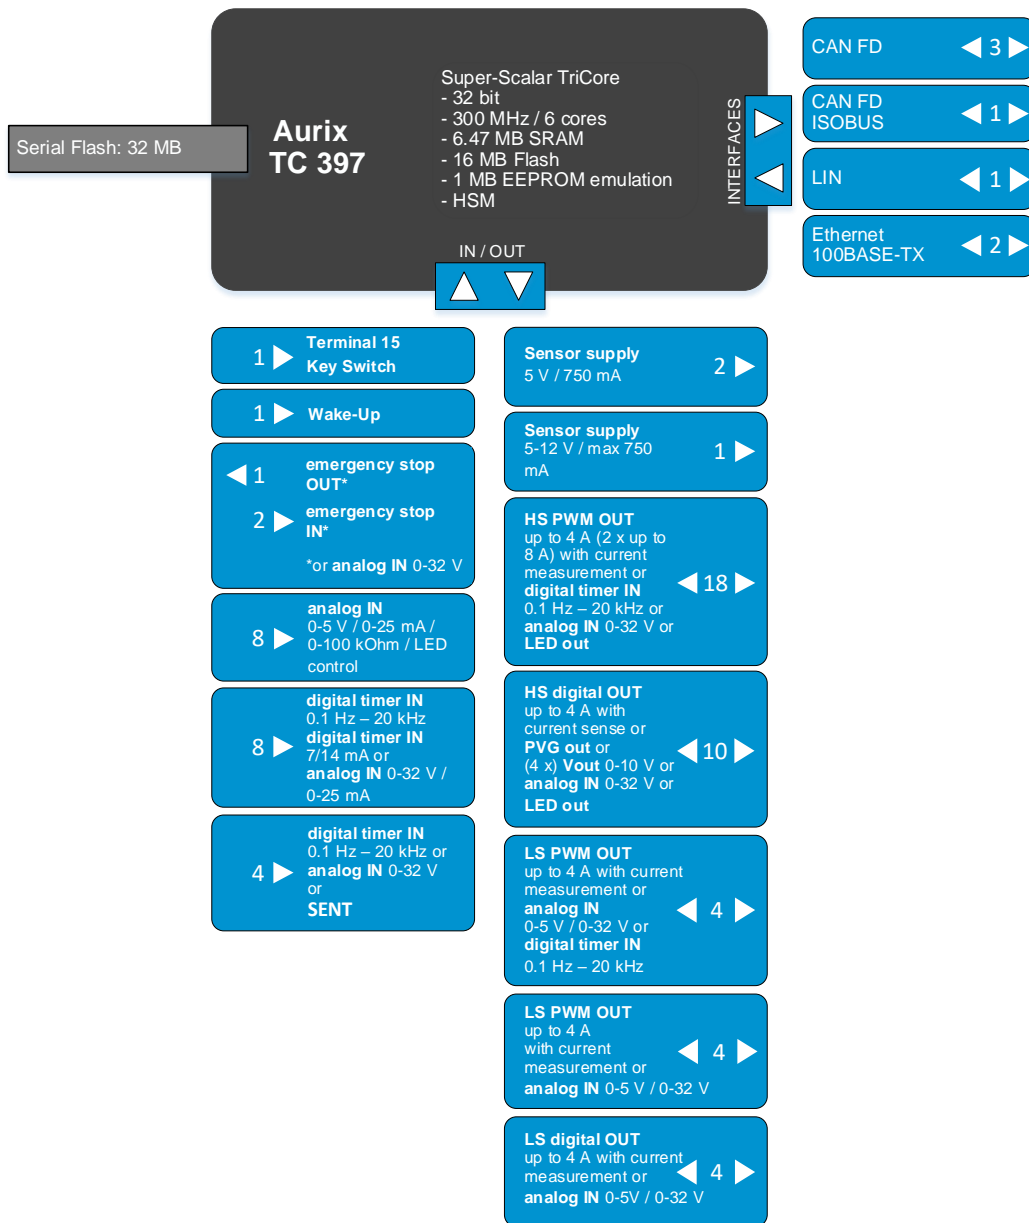 Serial Flash: 32 MB
Aurix
TC 397
Super-Scalar TriCore
- 32 bit
- 300 MHz / 6 cores
- 6.47 MB SRAM
- 16 MB Flash
- 1 MB EEPROM emulation
- HSM
INTERFACES
IN / OUT
CAN FD 3
CAN FD
ISOBUS 1
LIN 1
Ethernet
100BASE-TX 2
1 Terminal 15
Key Switch
1 Wake-Up
1 emergency stop
OUT*
2 emergency stop
IN*
*or analog IN 0-32 V
8
analog IN
0-5 V / 0-25 mA /
0-100 kOhm / LED
control
8
digital timer IN
0.1 Hz – 20 kHz
digital timer IN
7/14 mA or
analog IN 0-32 V /
0-25 mA
4
digital timer IN
0.1 Hz – 20 kHz or
analog IN 0-32 V
or
SENT
Sensor supply
5 V / 750 mA
2
Sensor supply
5-12 V / max 750
mA
1
HS PWM OUT
up to 4 A (2 x up to
8 A) with current
measurement or
digital timer IN
0.1 Hz – 20 kHz or
analog IN 0-32 V or
LED out
18
HS digital OUT
up to 4 A with
current sense or
PVG out or
(4 x) Vout 0-10 V or
analog IN 0-32 V or
LED out
10
LS PWM OUT
up to 4 A with current
measurement or
analog IN
0-5 V / 0-32 V or
digital timer IN
0.1 Hz – 20 kHz
4
LS PWM OUT
up to 4 A
with current
measurement or
analog IN 0-5 V / 0-32 V
4
LS digital OUT
up to 4 A with current
measurement or
analog IN 0-5V / 0-32 V
4